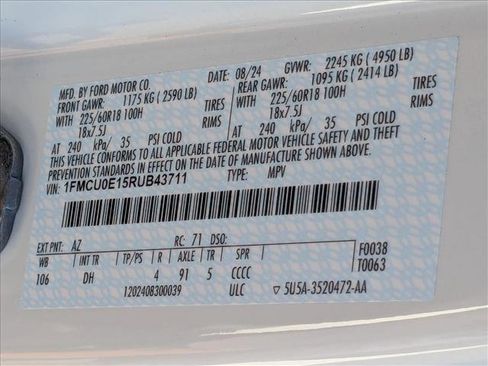 MFD. BY FORD MOTOR CO. DATE: 08/24 GVWR: 2245 KG ( 4950 LB)
FRONT GAWR: 1175 KG ( 2590 LB) REAR GAWR: 1095 KG ( 2414 LB)
WITH 225/60R18 100H TIRES WITH 225/60R18 100H TIRES
18x7.5J RIMS 18x7.5J RIMS
AT 240 kPa/ 35 PSI COLD AT 240 kPa/ 35 PSI COLD
THIS VEHICLE CONFORMS TO ALL APPLICABLE FEDERAL MOTOR VEHICLE SAFETY AND THEFT
PREVENTION STANDARDS IN EFFECT ON THE DATE OF MANUFACTURE SHOWN ABOVE.
VEHICLE IDENTIFICATION NO.:
1FMCU0E15RUB43711 TYPE: MPV
EXT PNT: AZ RC: 71 DSO: F0038
WB INT TR TP/PS R AXLE TR SPR T0063
106 DH 4 91 5 CCCC
120240830039 ULC ▽ 5U5A-3520472-AA